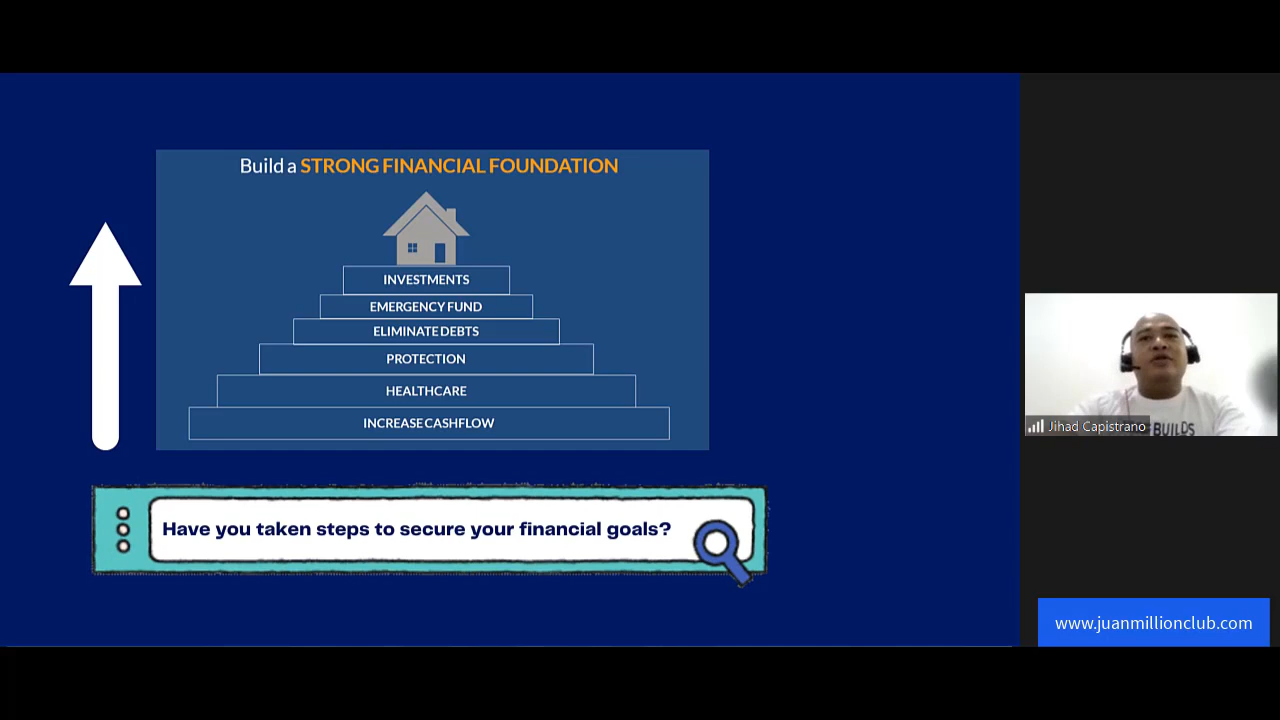 Build a STRONG FINANCIAL FOUNDATION
INVESTMENTS
EMERGENCY FUND
ELIMINATE DEBTS
PROTECTION
HEALTHCARE
INCREASE CASHFLOW
Have you taken steps to secure your financial goals?
Jihad Capistrano
BUILDS
www.juanmillionclub.com